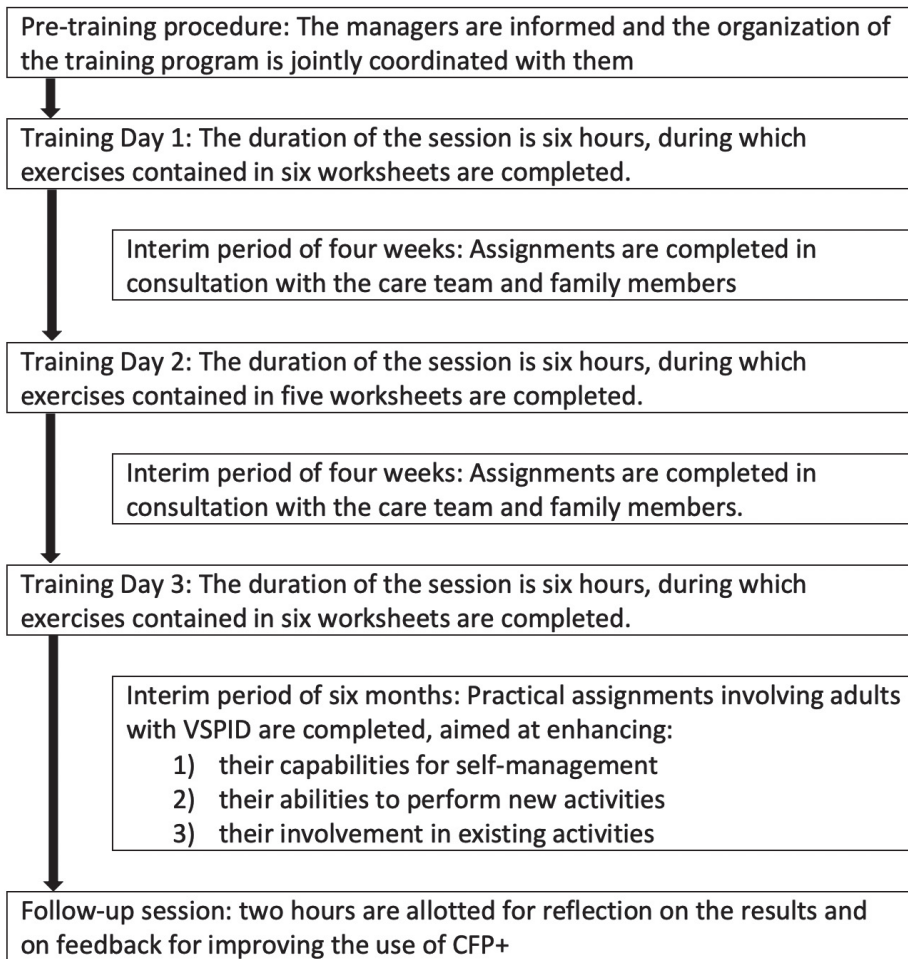 Pre-training procedure: The managers are informed and the organization of
the training program is jointly coordinated with them
Training Day 1: The duration of the session is six hours, during which
exercises contained in six worksheets are completed.
Interim period of four weeks: Assignments are completed in
consultation with the care team and family members
Training Day 2: The duration of the session is six hours, during which
exercises contained in five worksheets are completed.
Interim period of four weeks: Assignments are completed in
consultation with the care team and family members.
Training Day 3: The duration of the session is six hours, during which
exercises contained in six worksheets are completed.
Interim period of six months: Practical assignments involving adults
with VSPID are completed, aimed at enhancing:
1) their capabilities for self-management
2) their abilities to perform new activities
3) their involvement in existing activities
Follow-up session: two hours are allotted for reflection on the results and
on feedback for improving the use of CFP+